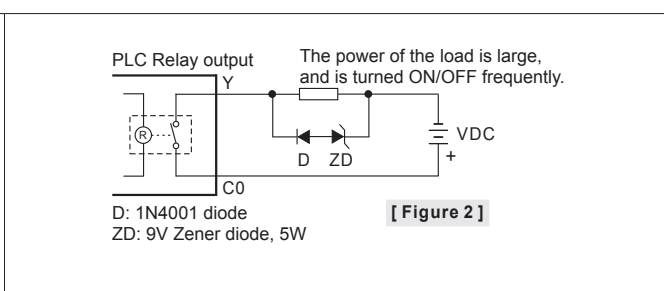 PLC Relay output
The power of the load is large,
and is turned ON/OFF frequently.
Y
R
D ZD
VDC
+
C0
D: 1N4001 diode
ZD: 9V Zener diode, 5W
[ Figure 2 ]